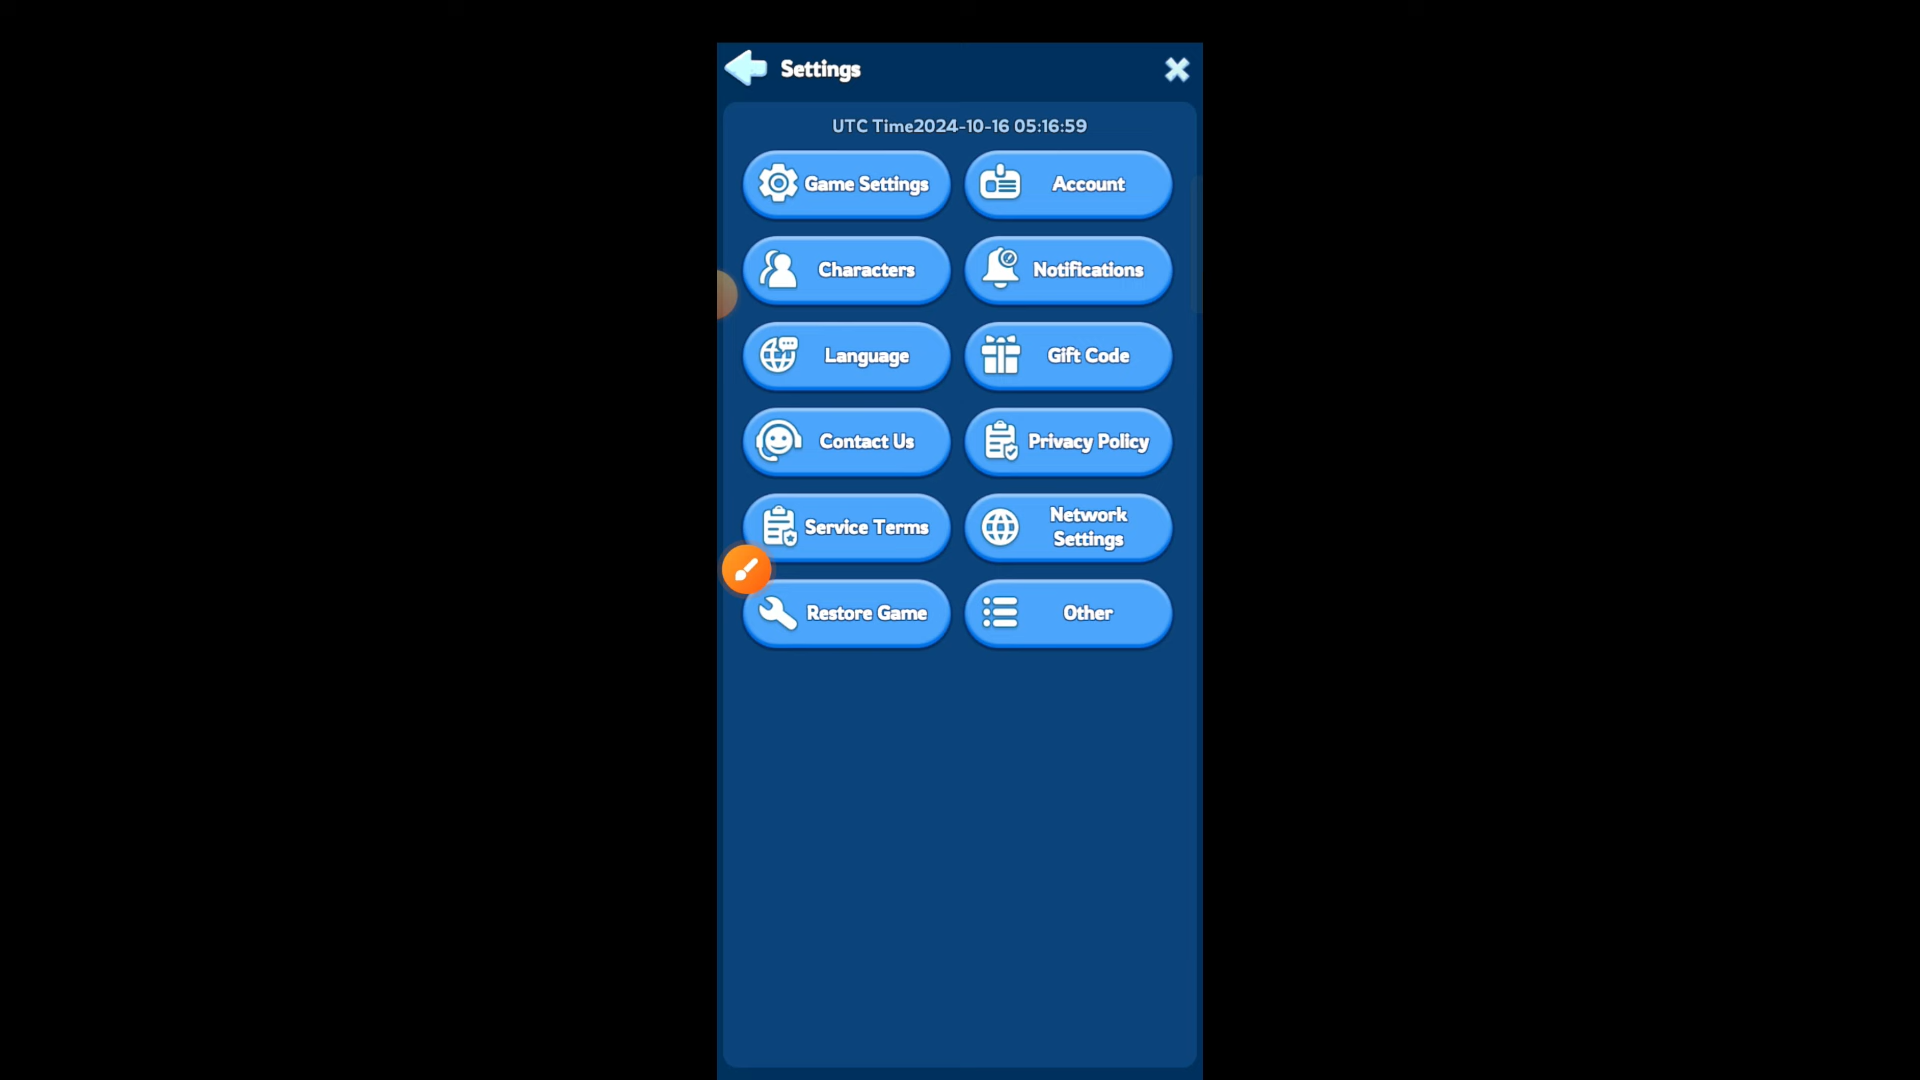 Settings
UTC Time2024-10-16 05:16:59
Game Settings
Account
Characters
Notifications
Language
Gift Code
Contact Us
Privacy Policy
Service Terms
Network
Settings
Restore Game
Other